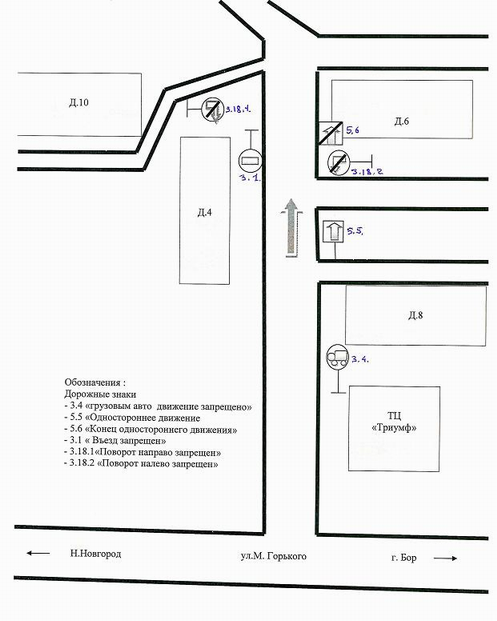 Д.10
3.18.1.
Д.6
5.6
3.18.2
3.1.
Д.4
5.5.
Д.8
3.4.
Обозначения :
Дорожные знаки
- 3.4 «грузовым авто движение запрещено»
- 5.5 «Одностороннее движение
- 5.6 «Конец одностороннего движения»
- 3.1 « Въезд запрещен»
- 3.18.1«Поворот направо запрещен»
- 3.18.2 «Поворот налево запрещен»
ТЦ
«Триумф»
Н.Новгород
ул.М. Горького
г. Бор